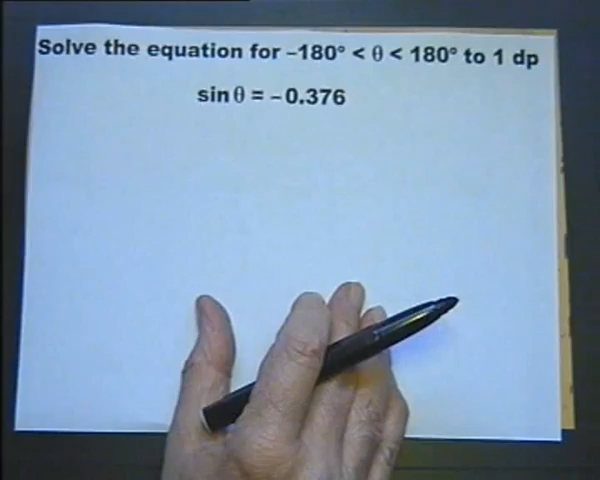 Solve the equation for –180° < θ < 180° to 1 dp
sin θ = – 0.376